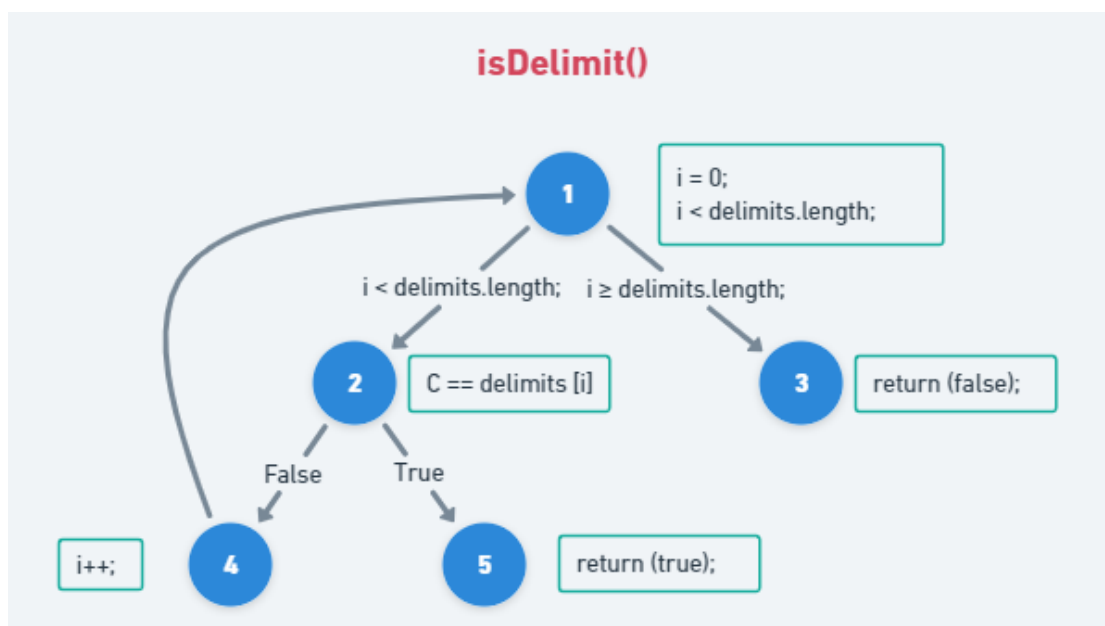 isDelimit()
1
i = 0;
i < delimits.length;
i < delimits.length;
i ≥ delimits.length;
2
C == delimits [i]
3
return (false);
False
True
i++;
4
5
return (true);